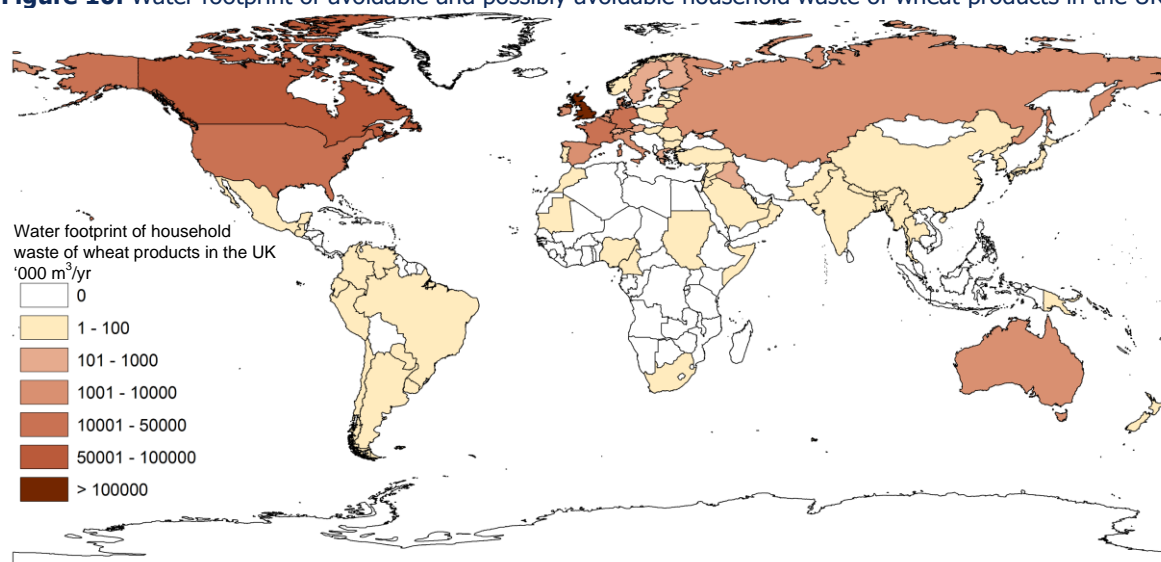 Figure 10. Water footprint of avoidable and possibly avoidable household waste of wheat products in the UK
Water footprint of household
waste of wheat products in the UK
‘000 m³/yr
0
1 - 100
101 - 1000
1001 - 10000
10001 - 50000
50001 - 100000
> 100000